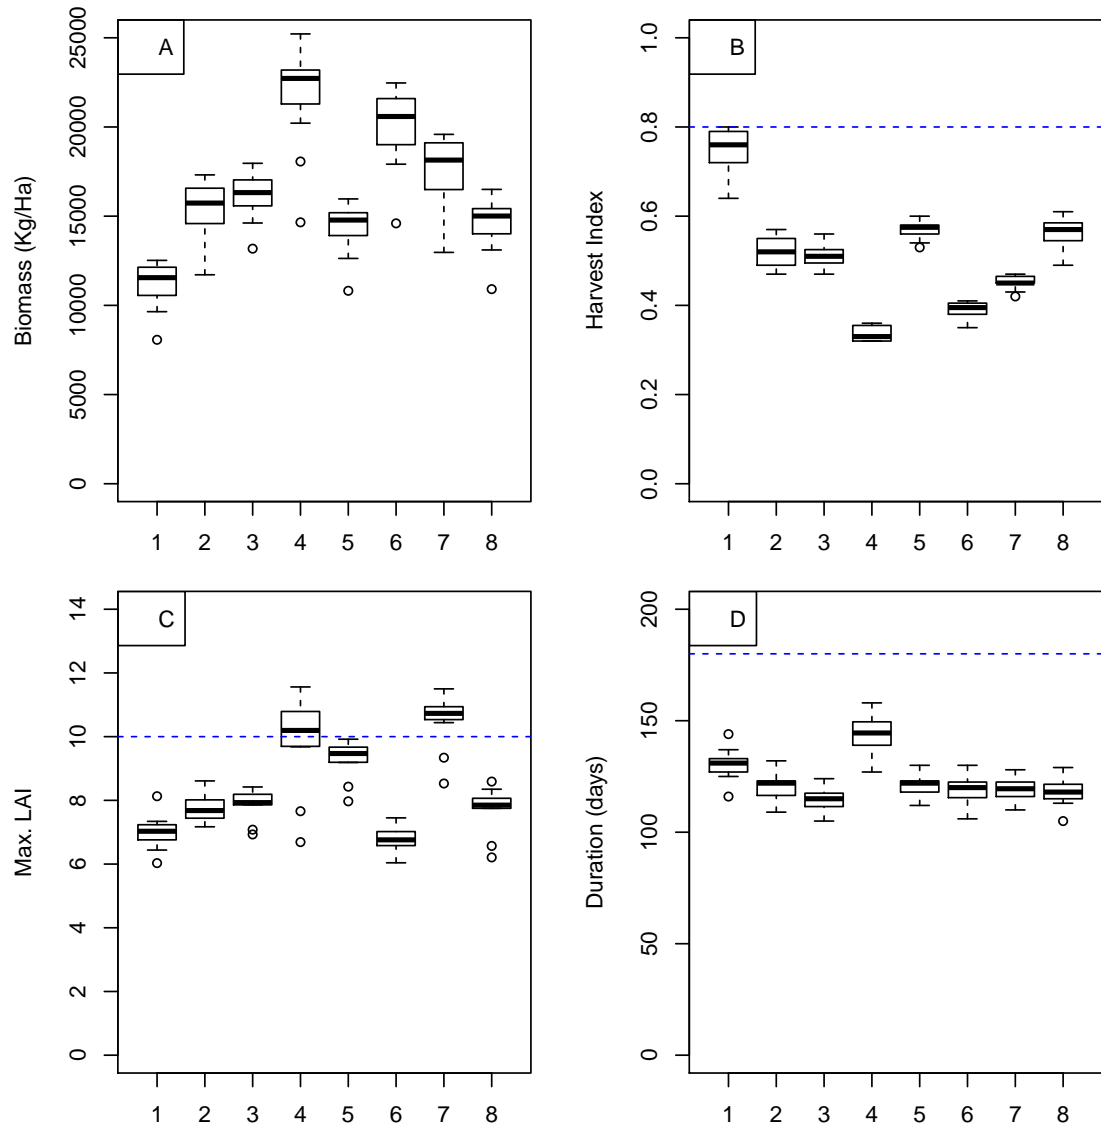 A
Biomass (Kg/Ha)
0 5000 10000 15000 20000 25000
1 2 3 4 5 6 7 8
B
Harvest Index
0.0 0.2 0.4 0.6 0.8 1.0
1 2 3 4 5 6 7 8
C
Max. LAI
0 2 4 6 8 10 12 14
1 2 3 4 5 6 7 8
D
Duration (days)
0 50 100 150 200
1 2 3 4 5 6 7 8